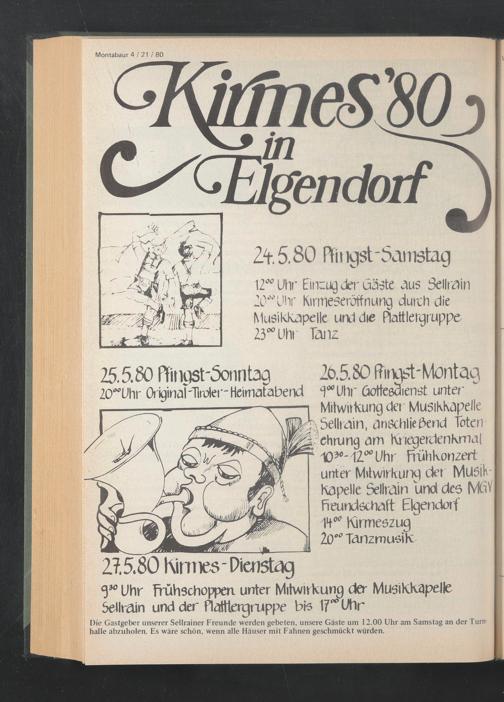 Montabaur 4 / 21 / 80
Kirmes '80
in
Elgendorf
24.5.80 Pfingst-Samstag
12⁰⁰ Uhr Einzug der Gäste aus Sellrain
20⁰⁰ Uhr Kirmeseröffnung durch die
Musikkapelle und die Plattlergruppe
23⁰⁰ Uhr Tanz
25.5.80 Pfingst-Sonntag
20⁰⁰ Uhr Original-Tiroler-Heimatabend
26.5.80 Pfingst-Montag
9⁰⁰ Uhr Gottesdienst unter
Mitwirkung der Musikkapelle
Sellrain, anschließend Toten-
ehrung am Kriegerdenkmal
10³⁰-12⁰⁰ Uhr Frühkonzert
unter Mitwirkung der Musik-
kapelle Sellrain und des MGV
Freundschaft Elgendorf
14⁰⁰ Kirmeszug
20⁰⁰ Tanzmusik
27.5.80 Kirmes-Dienstag
9³⁰ Uhr Frühschoppen unter Mitwirkung der Musikkapelle
Sellrain und der Plattlergruppe bis 17⁰⁰ Uhr
Die Gastgeber unserer Sellrainer Freunde werden gebeten, unsere Gäste um 12.00 Uhr am Samstag an der Turn-
halle abzuholen. Es wäre schön, wenn alle Häuser mit Fahnen geschmückt würden.